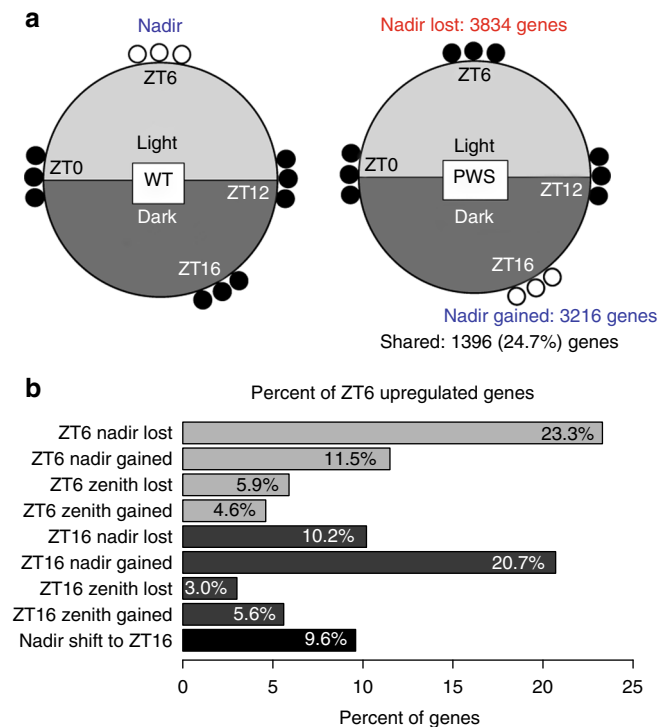 a
Nadir
ZT6
Light
ZT0
WT
ZT12
Dark
ZT16
Nadir lost: 3834 genes
ZT6
Light
ZT0
PWS
ZT12
Dark
ZT16
Nadir gained: 3216 genes
Shared: 1396 (24.7%) genes
b
Percent of ZT6 upregulated genes
ZT6 nadir lost 23.3%
ZT6 nadir gained 11.5%
ZT6 zenith lost 5.9%
ZT6 zenith gained 4.6%
ZT16 nadir lost 10.2%
ZT16 nadir gained 20.7%
ZT16 zenith lost 3.0%
ZT16 zenith gained 5.6%
Nadir shift to ZT16 9.6%
0 5 10 15 20 25
Percent of genes